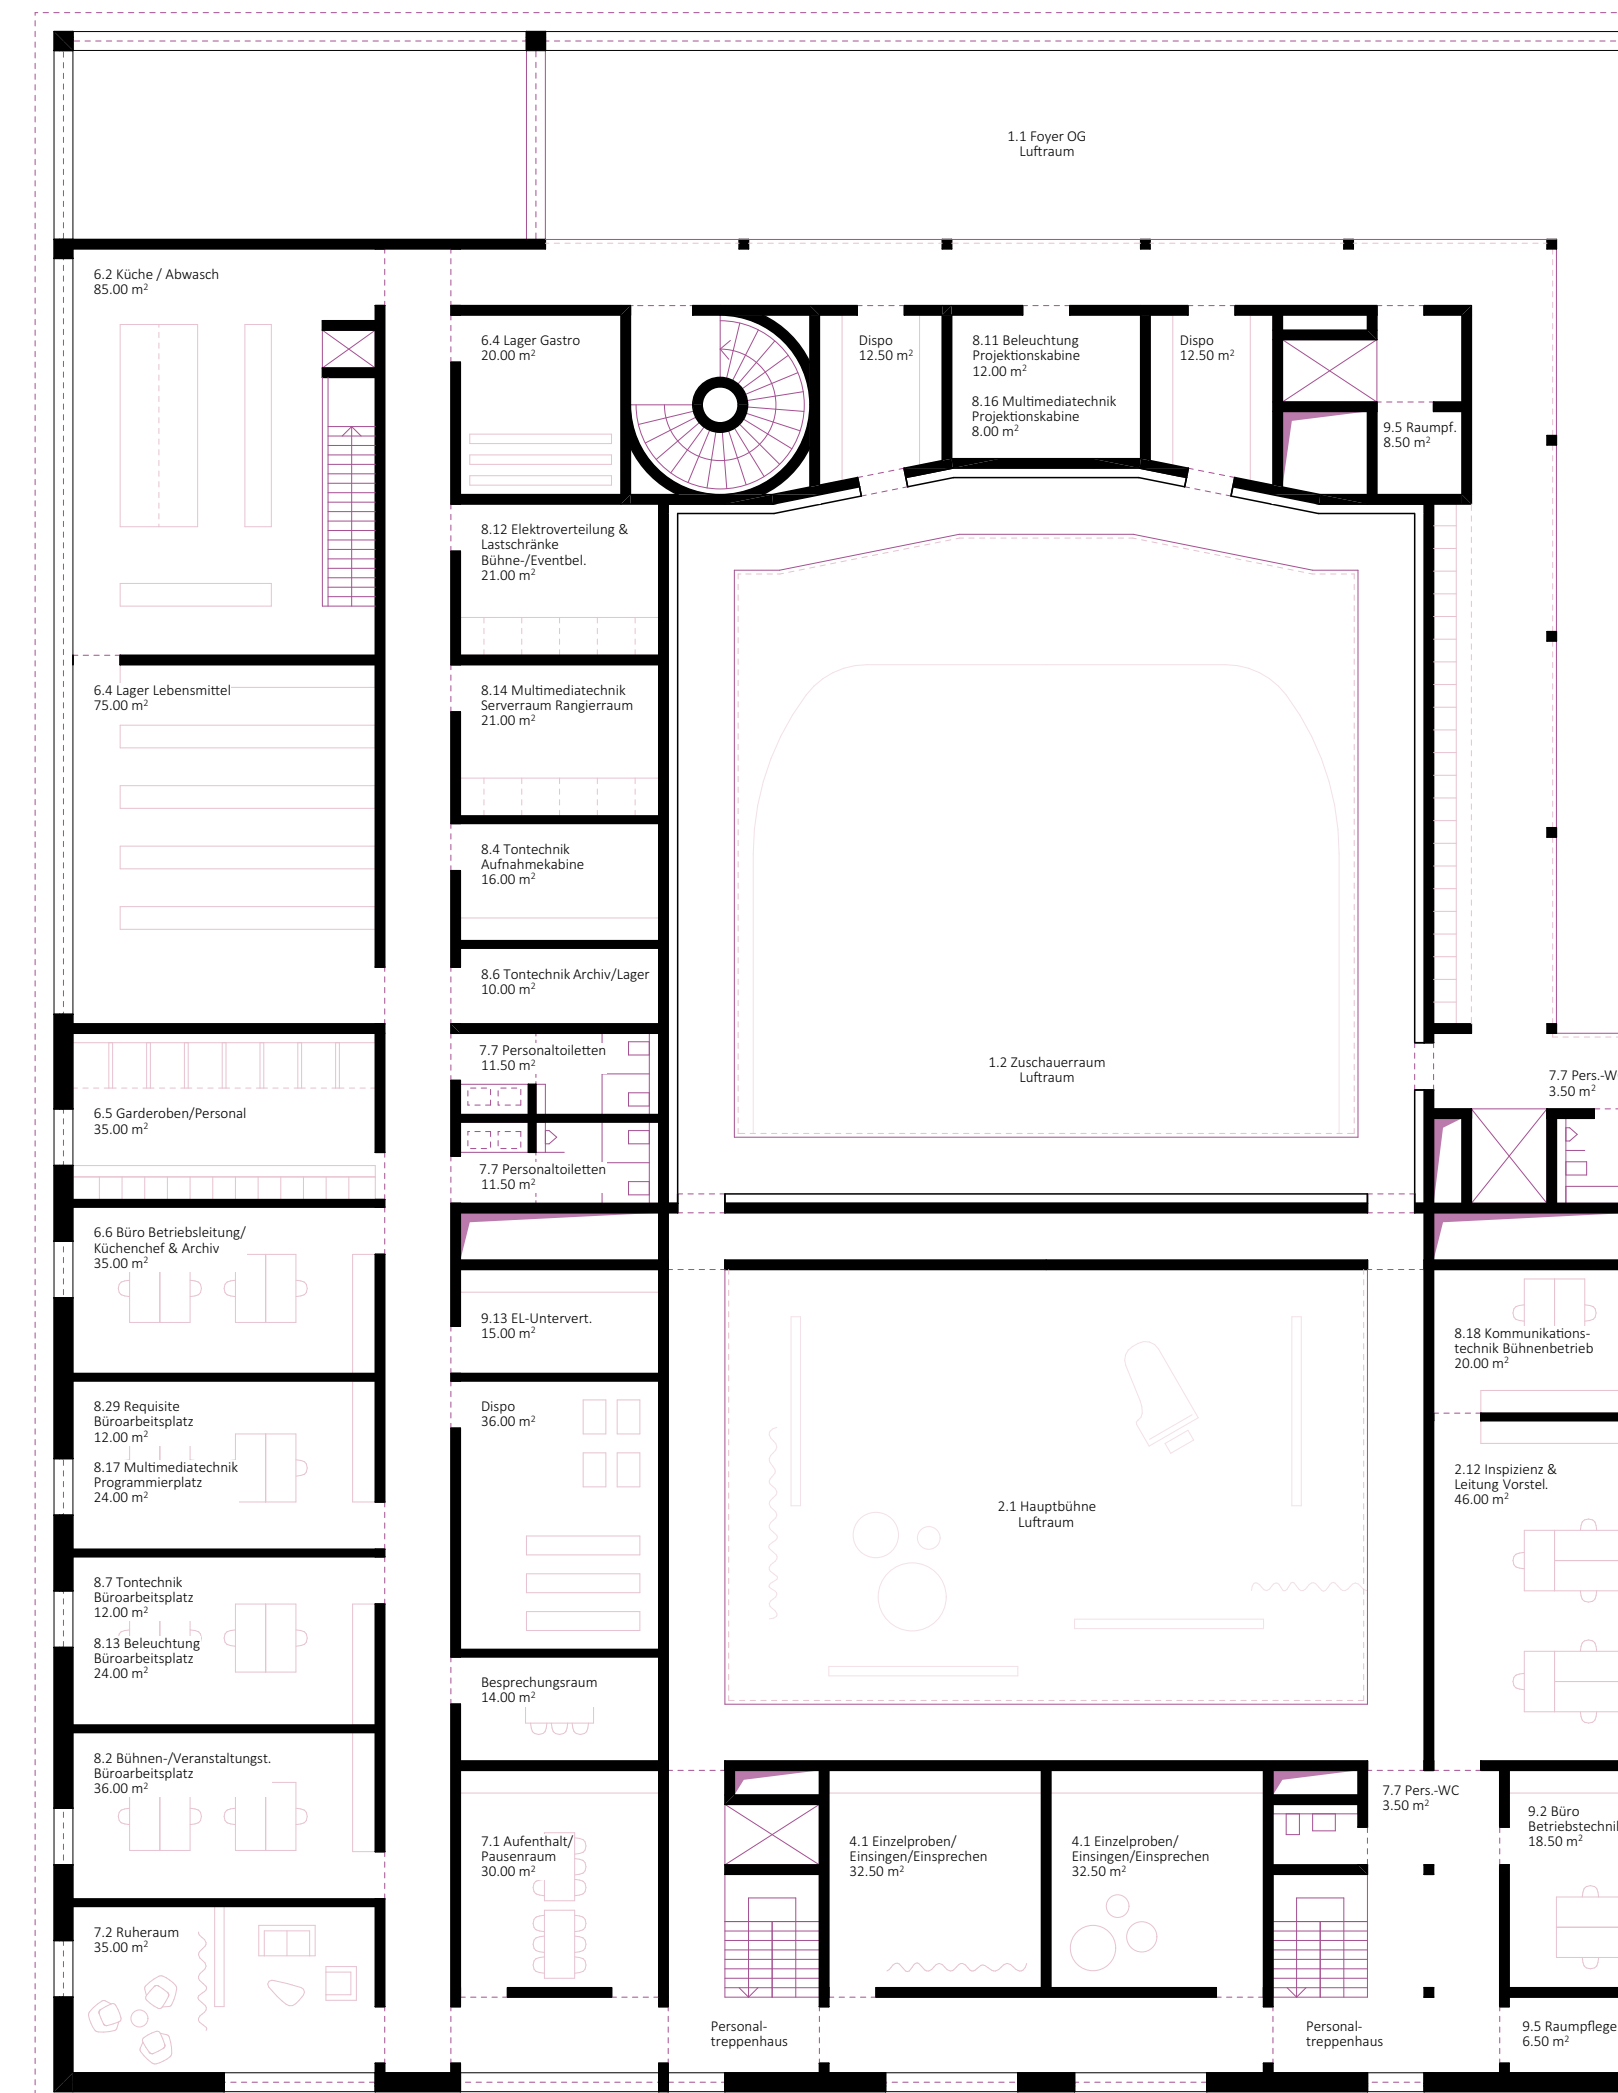 1.1 Foyer OG
Luftraum
6.2 Küche / Abwasch
85.00 m²
6.4 Lager Gastro
20.00 m²
Dispo
12.50 m²
8.11 Beleuchtung
Projektionskabine
12.00 m²
8.16 Multimediatechnik
Projektionskabine
8.00 m²
Dispo
12.50 m²
9.5 Raumpf.
8.50 m²
8.12 Elektroverteilung &
Lastschränke
Bühne-/Eventbel.
21.00 m²
6.4 Lager Lebensmittel
75.00 m²
8.14 Multimediatechnik
Serverraum Rangierraum
21.00 m²
8.4 Tontechnik
Aufnahmekabine
16.00 m²
8.6 Tontechnik Archiv/Lager
10.00 m²
7.7 Personaltoiletten
11.50 m²
1.2 Zuschauerraum
Luftraum
7.7 Pers.-W
3.50 m²
6.5 Garderoben/Personal
35.00 m²
7.7 Personaltoiletten
11.50 m²
6.6 Büro Betriebsleitung/
Küchenchef & Archiv
35.00 m²
9.13 EL-Untervert.
15.00 m²
8.18 Kommunikations-
technik Bühnenbetrieb
20.00 m²
8.29 Requisite
Büroarbeitsplatz
12.00 m²
8.17 Multimediatechnik
Programmierplatz
24.00 m²
Dispo
36.00 m²
2.1 Hauptbühne
Luftraum
2.12 Inspizienz &
Leitung Vorstel.
46.00 m²
8.7 Tontechnik
Büroarbeitsplatz
12.00 m²
8.13 Beleuchtung
Büroarbeitsplatz
24.00 m²
Besprechungsraum
14.00 m²
8.2 Bühnen-/Veranstaltungst.
Büroarbeitsplatz
36.00 m²
7.7 Pers.-WC
3.50 m²
9.2 Büro
Betriebstechnik
18.50 m²
7.1 Aufenthalt/
Pausenraum
30.00 m²
4.1 Einzelproben/
Einsingen/Einsprechen
32.50 m²
4.1 Einzelproben/
Einsingen/Einsprechen
32.50 m²
7.2 Ruheraum
35.00 m²
Personal-
treppenhaus
Personal-
treppenhaus
9.5 Raumpflege
6.50 m²